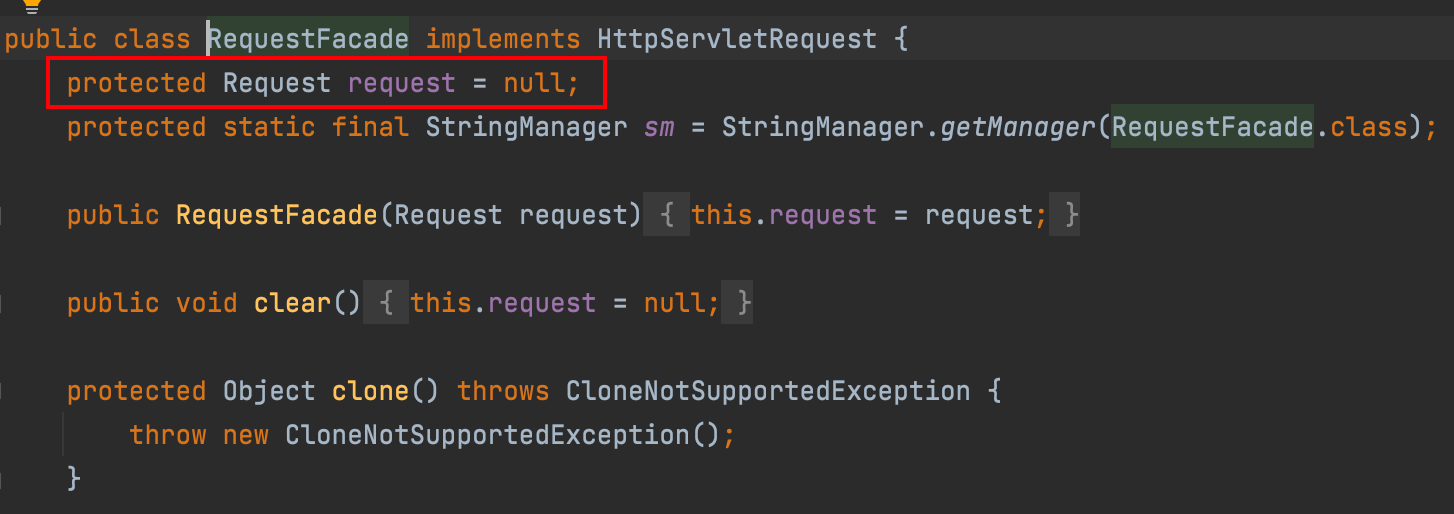 public class RequestFacade implements HttpServletRequest {
protected Request request = null;
protected static final StringManager sm = StringManager.getManager(RequestFacade.class);
public RequestFacade(Request request) { this.request = request; }
public void clear() { this.request = null; }
protected Object clone() throws CloneNotSupportedException {
throw new CloneNotSupportedException();
}